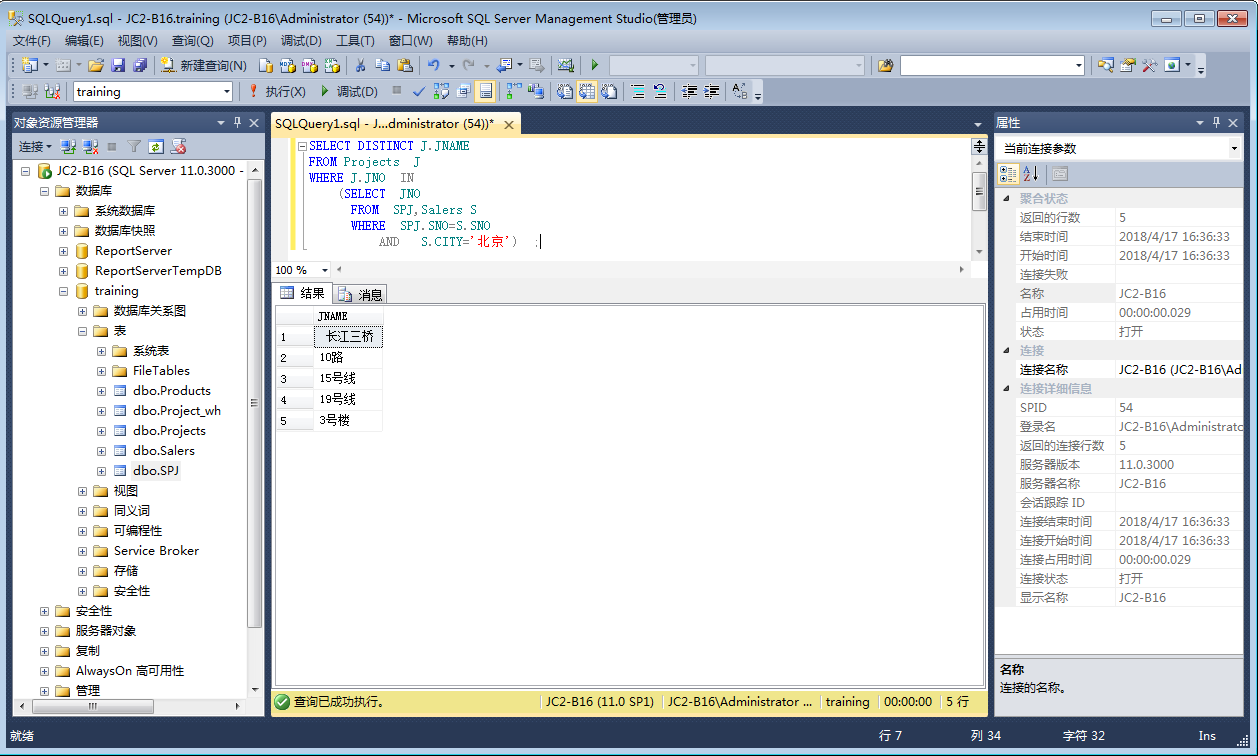 SQLQuery1.sql - JC2-B16.training (JC2-B16\Administrator (54))* - Microsoft SQL Server Management Studio(管理员)
文件(F) 编辑(E) 视图(V) 查询(Q) 项目(P) 调试(D) 工具(T) 窗口(W) 帮助(H)
新建查询(N)
training 执行(X) 调试(D)
对象资源管理器
连接
JC2-B16 (SQL Server 11.0.3000 -
数据库
系统数据库
数据库快照
ReportServer
ReportServerTempDB
training
数据库关系图
表
系统表
FileTables
dbo.Products
dbo.Project_wh
dbo.Projects
dbo.Salers
dbo.SPJ
视图
同义词
可编程性
Service Broker
存储
安全性
安全性
服务器对象
复制
AlwaysOn 高可用性
管理
SQLQuery1.sql - J...dministrator (54))*
SELECT DISTINCT J.JNAME
FROM Projects J
WHERE J.JNO IN
(SELECT JNO
FROM SPJ,Salers S
WHERE SPJ.SNO=S.SNO
AND S.CITY='北京') ;
100 %
结果 消息
JNAME
1 长江三桥
2 10路
3 15号线
4 19号线
5 3号楼
查询已成功执行。 JC2-B16 (11.0 SP1) JC2-B16\Administrator ... training 00:00:00 5 行
属性
当前连接参数
聚合状态
返回的行数 5
结束时间 2018/4/17 16:36:33
开始时间 2018/4/17 16:36:33
连接失败
名称 JC2-B16
占用时间 00:00:00.029
状态 打开
连接
连接名称 JC2-B16 (JC2-B16\Ad
连接详细信息
SPID 54
登录名 JC2-B16\Administrato
返回的连接行数 5
服务器版本 11.0.3000
服务器名称 JC2-B16
会话跟踪 ID
连接结束时间 2018/4/17 16:36:33
连接开始时间 2018/4/17 16:36:33
连接占用时间 00:00:00.029
连接状态 打开
显示名称 JC2-B16
名称
连接的名称。
就绪 行 7 列 34 字符 32 Ins